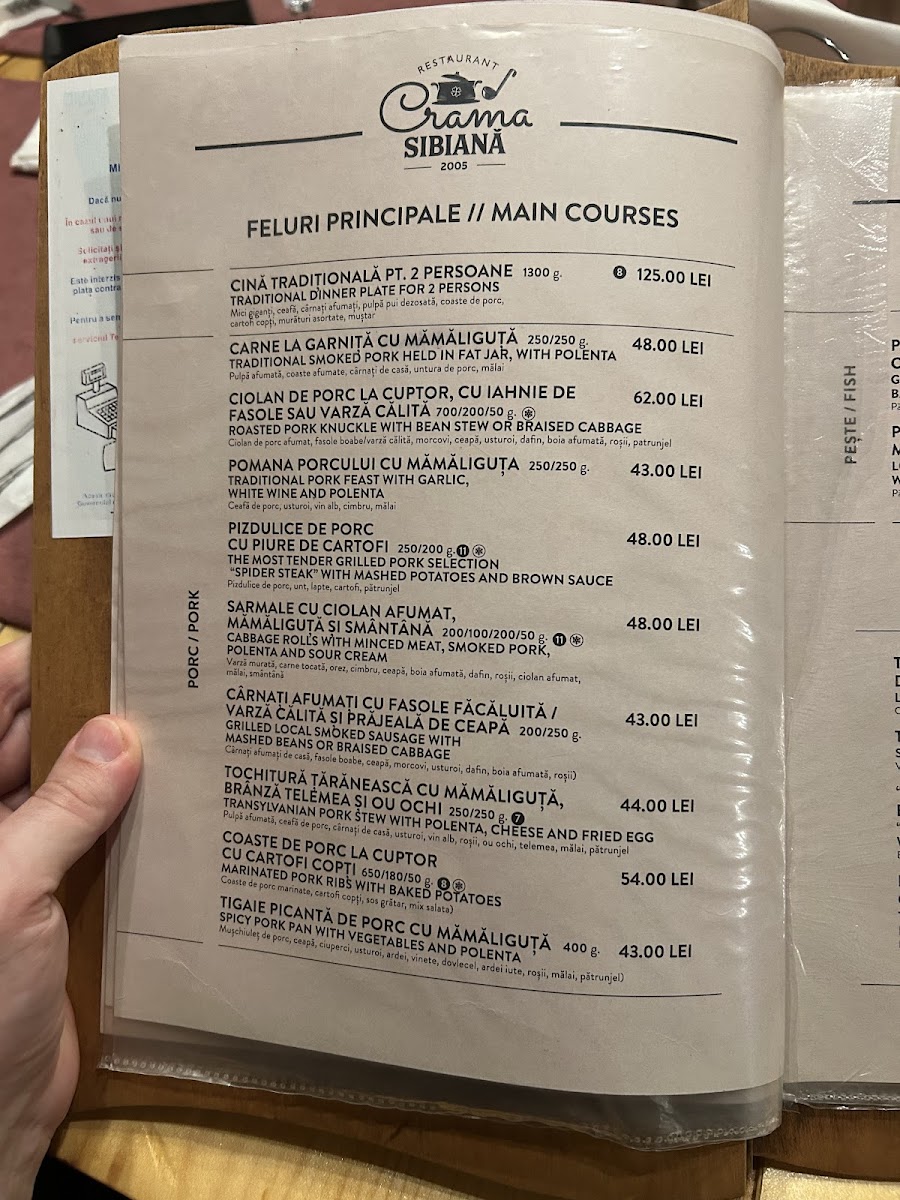 RESTAURANT
Crama
SIBIANĂ
2005
FELURI PRINCIPALE // MAIN COURSES
CINĂ TRADIȚIONALĂ PT. 2 PERSOANE 1300 g. 8 125.00 LEI
TRADITIONAL DINNER PLATE FOR 2 PERSONS
Mici giganți, ceafă, cârnați afumați, pulpă pui dezosată, coaste de porc,
cartofi copți, murături asortate, muștar
CARNE LA GARNIȚĂ CU MĂMĂLIGUȚĂ 250/250 g. 48.00 LEI
TRADITIONAL SMOKED PORK HELD IN FAT JAR, WITH POLENTA
Pulpă afumată, coaste afumate, cârnați de casă, untura de porc, mălai
CIOLAN DE PORC LA CUPTOR, CU IAHNIE DE 62.00 LEI
FASOLE SAU VARZĂ CĂLITĂ 700/200/50 g.
ROASTED PORK KNUCKLE WITH BEAN STEW OR BRAISED CABBAGE
Ciolan de porc afumat, fasole boabe/varză călită, morcovi, ceapă, usturoi, dafin, boia afumată, roșii, patrunjel
POMANA PORCULUI CU MĂMĂLIGUȚA 250/250 g. 43.00 LEI
TRADITIONAL PORK FEAST WITH GARLIC,
WHITE WINE AND POLENTA
Ceafă de porc, usturoi, vin alb, cimbru, mălai
PIZDULICE DE PORC 48.00 LEI
CU PIURE DE CARTOFI 250/200 g. 11
THE MOST TENDER GRILLED PORK SELECTION
"SPIDER STEAK" WITH MASHED POTATOES AND BROWN SAUCE
Pizdulice de porc, unt, lapte, cartofi, pătrunjel
SARMALE CU CIOLAN AFUMAT, 48.00 LEI
MĂMĂLIGUȚĂ ȘI SMÂNTÂNĂ 200/100/200/50 g. 11
CABBAGE ROLLS WITH MINCED MEAT, SMOKED PORK,
POLENTA AND SOUR CREAM
Varză murată, carne tocată, orez, cimbru, ceapă, boia afumată, dafin, roșii, ciolan afumat,
mălai, smântână
CÂRNAȚI AFUMAȚI CU FASOLE FĂCĂLUITĂ / 43.00 LEI
VARZĂ CĂLITĂ ȘI PRĂJEALĂ DE CEAPĂ 200/250 g.
GRILLED LOCAL SMOKED SAUSAGE WITH
MASHED BEANS OR BRAISED CABBAGE
Cârnați afumați de casă, fasole boabe, ceapă, morcovi, usturoi, dafin, boia afumată, roșii)
TOCHITURĂ ȚĂRĂNEASCĂ CU MĂMĂLIGUȚĂ, 44.00 LEI
BRÂNZĂ TELEMEA ȘI OU OCHI 250/250 g. 7
TRANSYLVANIAN PORK STEW WITH POLENTA, CHEESE AND FRIED EGG
Pulpă afumată, ceafă de porc, cârnați de casă, usturoi, vin alb, roșii, ou ochi, telemea, mălai, pătrunjel
COASTE DE PORC LA CUPTOR 54.00 LEI
CU CARTOFI COPȚI 650/180/50 g. 8
MARINATED PORK RIBS WITH BAKED POTATOES
Coaste de porc marinate, cartofi copți, sos grătar, mix salata)
TIGAIE PICANTĂ DE PORC CU MĂMĂLIGUȚĂ 400 g. 43.00 LEI
SPICY PORK PAN WITH VEGETABLES AND POLENTA
Mușchiuleț de porc, ceapă, ciuperci, usturoi, ardei, vinete, dovlecel, ardei iute, roșii, mălai, pătrunjel)
PORC / PORK
PEȘTE / FISH